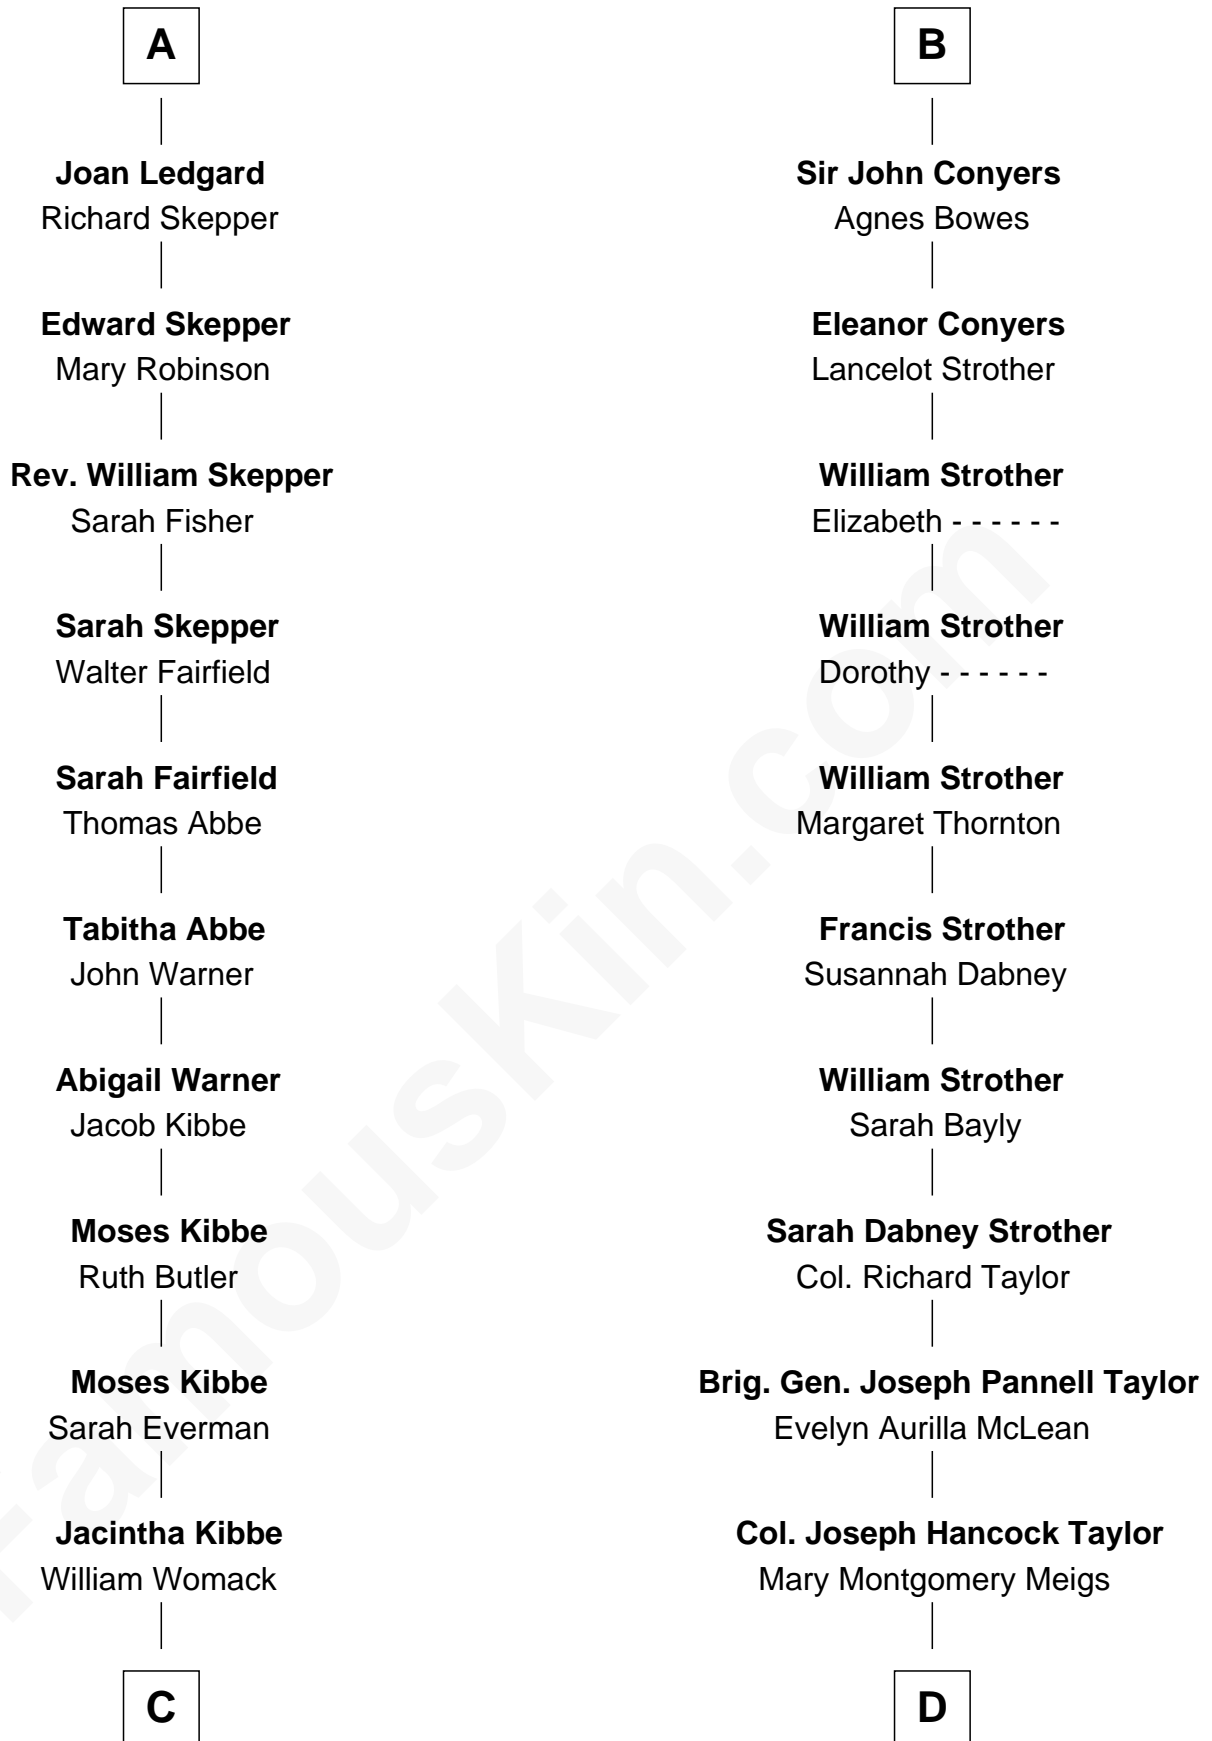 A
Joan Ledgard
Richard Skepper
Edward Skepper
Mary Robinson
Rev. William Skepper
Sarah Fisher
Sarah Skepper
Walter Fairfield
Sarah Fairfield
Thomas Abbe
Tabitha Abbe
John Warner
Abigail Warner
Jacob Kibbe
Moses Kibbe
Ruth Butler
Moses Kibbe
Sarah Everman
Jacintha Kibbe
William Womack
C
B
Sir John Conyers
Agnes Bowes
Eleanor Conyers
Lancelot Strother
William Strother
Elizabeth - - - - - -
William Strother
Dorothy - - - - - -
William Strother
Margaret Thornton
Francis Strother
Susannah Dabney
William Strother
Sarah Bayly
Sarah Dabney Strother
Col. Richard Taylor
Brig. Gen. Joseph Pannell Taylor
Evelyn Aurilla McLean
Col. Joseph Hancock Taylor
Mary Montgomery Meigs
D
FamousKin.com